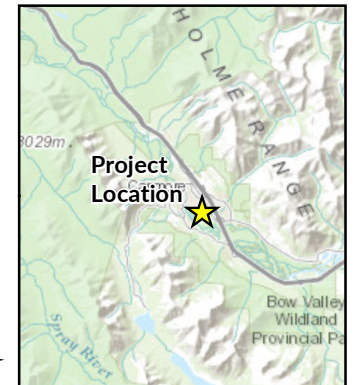 HOLME RANGE
3029m
Project
Canmore
Location
Bow Valley
Wildland
Provincial Pa
Spray River